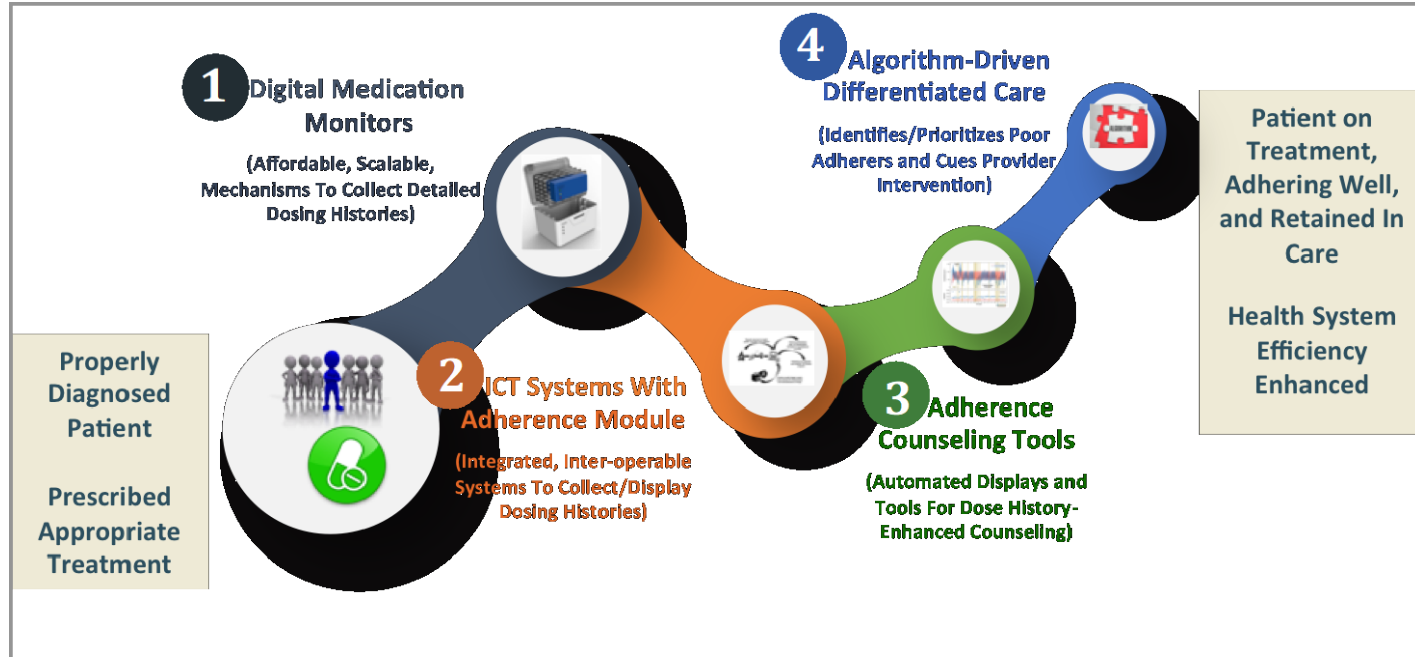 Properly
Diagnosed
Patient
Prescribed
Appropriate
Treatment
1
Digital Medication
Monitors
(Affordable, Scalable,
Mechanisms To Collect Detailed
Dosing Histories)
2
ICT Systems With
Adherence Module
(Integrated, Inter-operable
Systems To Collect/Display
Dosing Histories)
3
Adherence
Counseling Tools
(Automated Displays and
Tools For Dose History-
Enhanced Counseling)
4
Algorithm-Driven
Differentiated Care
(Identifies/Prioritizes Poor
Adherers and Cues Provider
Intervention)
ALGORITHM
Patient on
Treatment,
Adhering Well,
and Retained In
Care
Health System
Efficiency
Enhanced